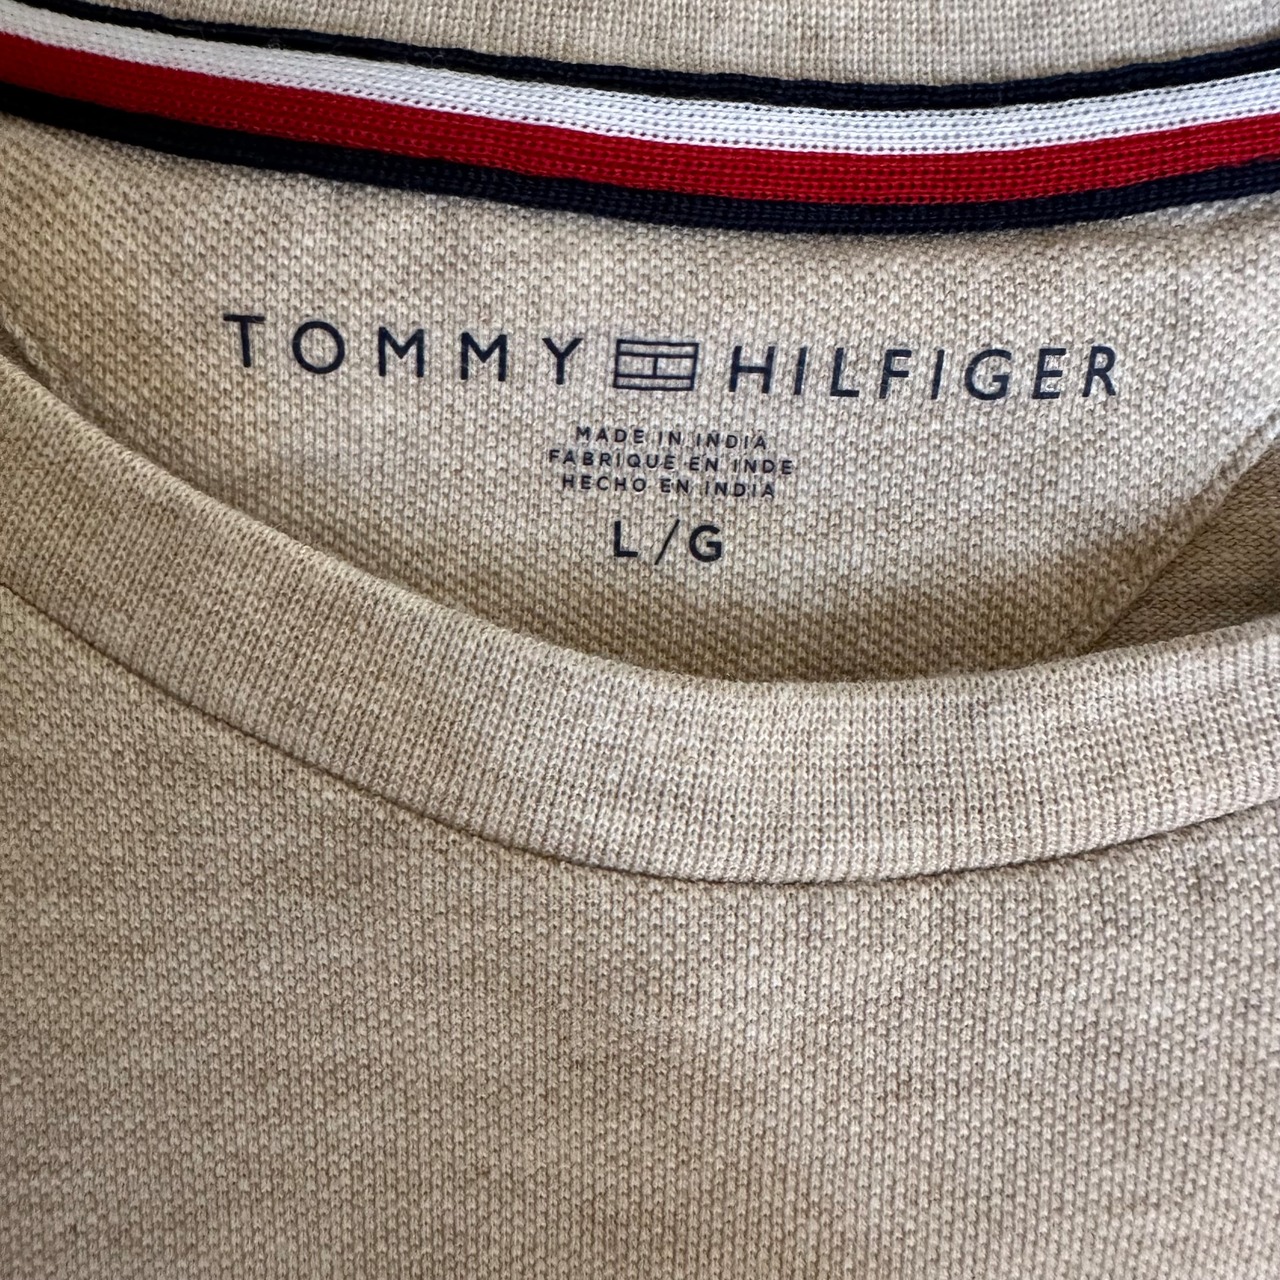 TOMMY HILFIGER
MADE IN INDIA
FABRIQUE EN INDE
HECHO EN INDIA
L/G